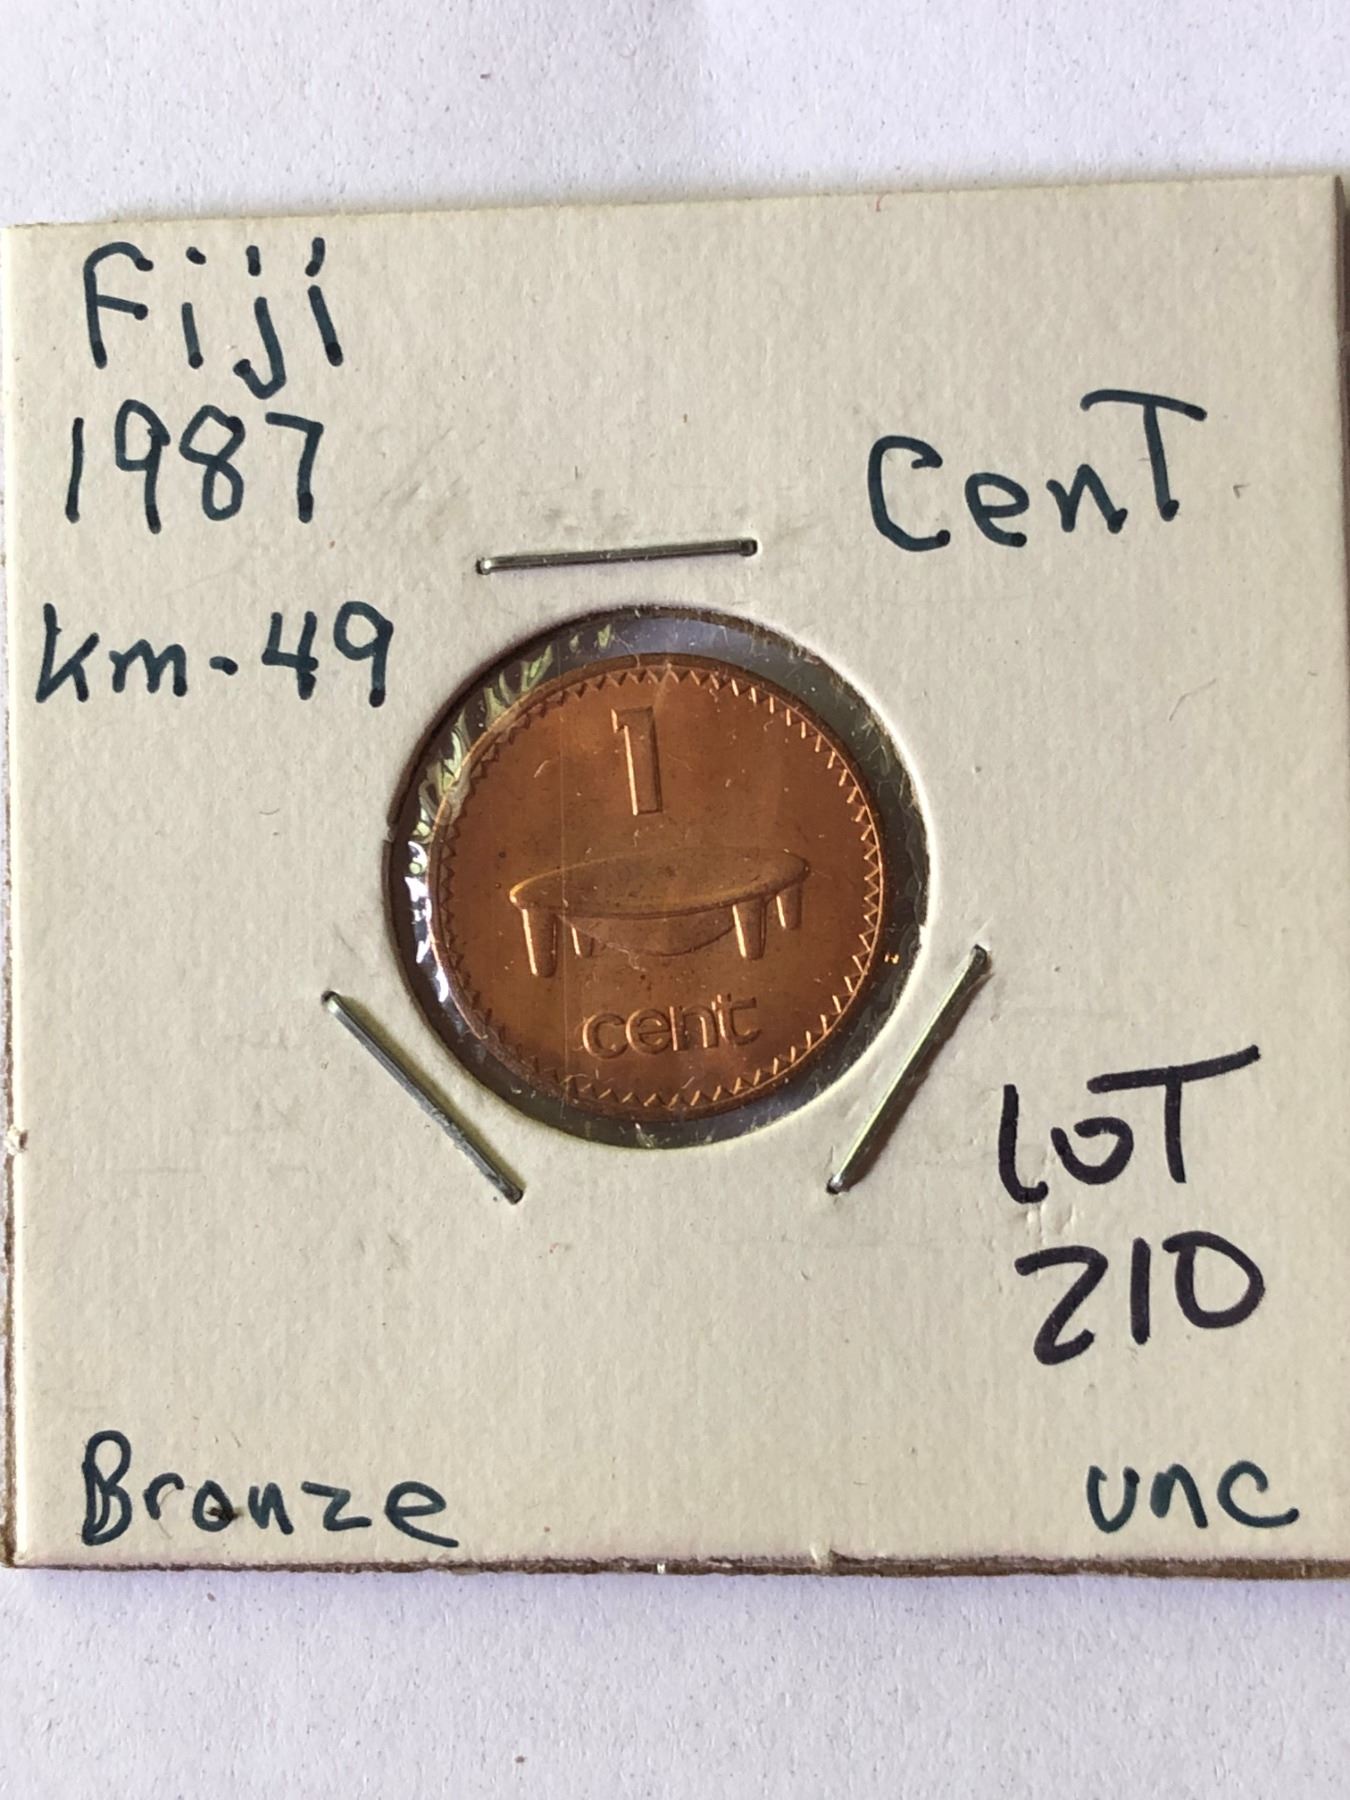 Fiji
1987
CenT
Km-49
1
cent
LOT
210
Bronze
unc